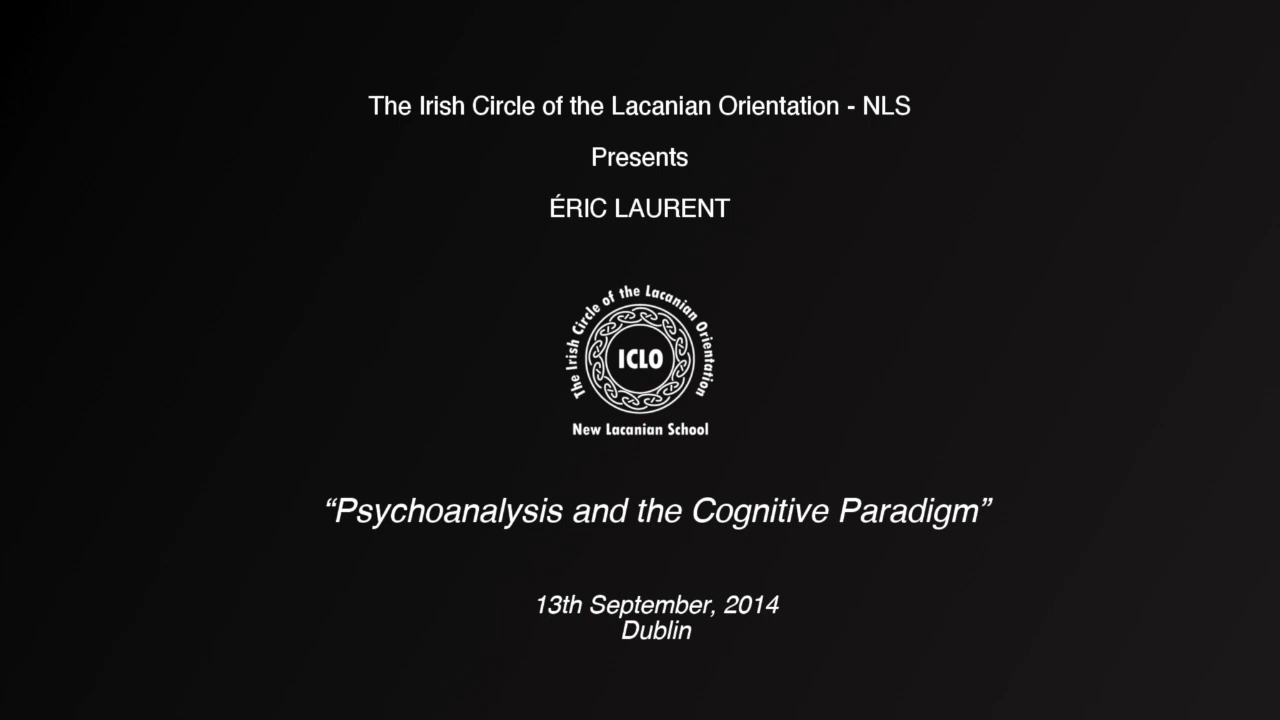 The Irish Circle of the Lacanian Orientation - NLS
Presents
ÉRIC LAURENT
The Irish Circle of the Lacanian Orientation
ICLO
New Lacanian School
“Psychoanalysis and the Cognitive Paradigm”
13th September, 2014
Dublin